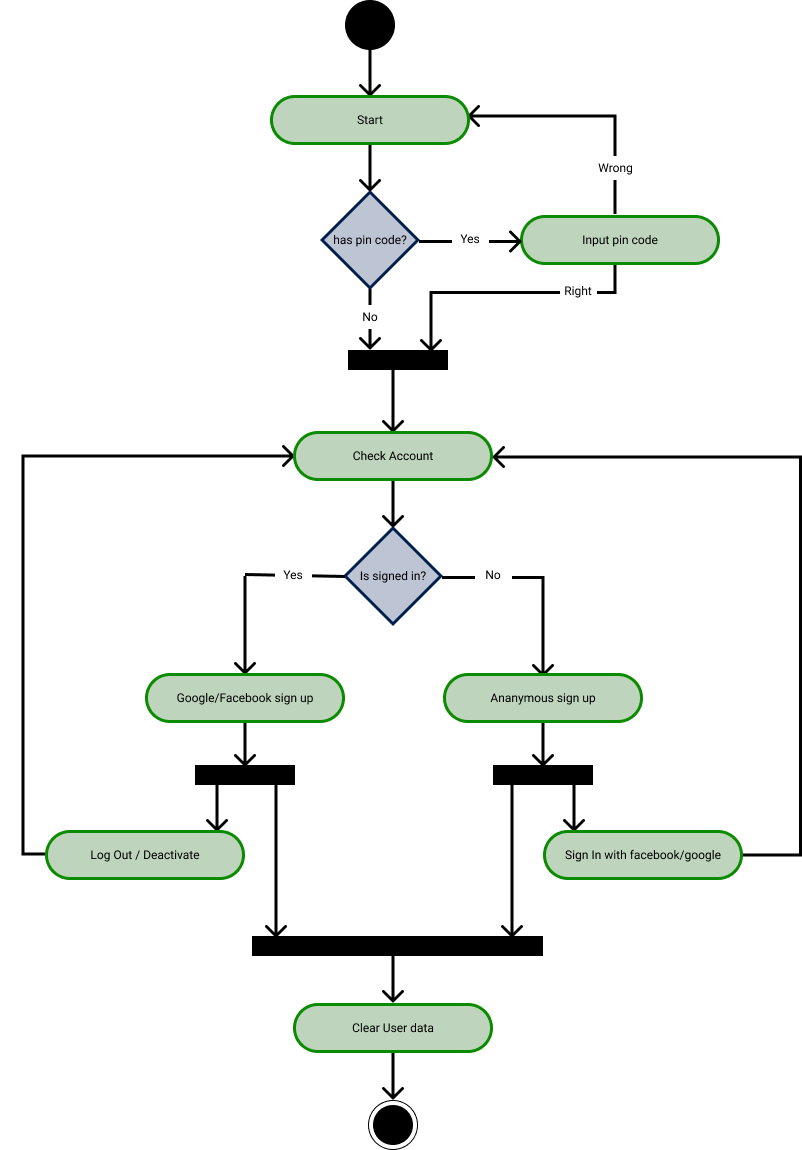 Start
Wrong
has pin code?
Yes
Input pin code
Right
No
Check Account
Yes
Is signed in?
No
Google/Facebook sign up
Ananymous sign up
Log Out / Deactivate
Sign In with facebook/google
Clear User data